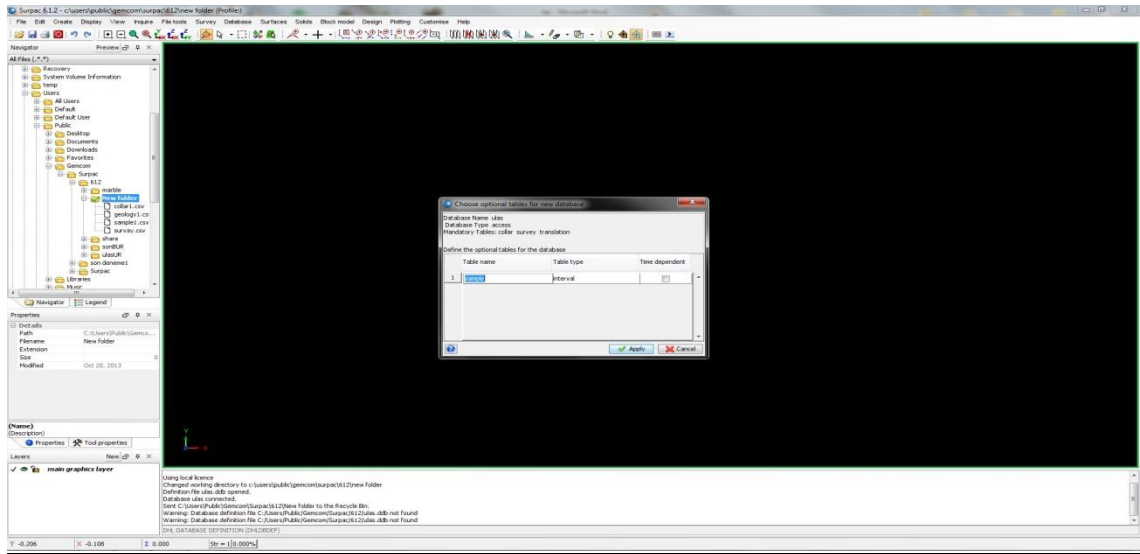 Surpac 6.1.2 - c:\users\public\gemcom\surpac\612\new folder (Profile:)
File Edit Create Display View Inquire File tools Survey Database Surfaces Solids Block model Design Plotting Customise Help
Navigator Preview
All Files (.*.*)
Recovery
System Volume Information
temp
Users
All Users
Default
Default User
Public
Desktop
Documents
Downloads
Favorites
Gemcom
Surpac
612
marble
New folder
collar1.csv
geology1.cs
sample1.csv
survay.csv
share
sonBUR
ulasUR
son deneme1
Surpac
Libraries
Music
Navigator Legend
Properties
Details
Path C:\Users\Public\Gemco...
Filename New folder
Extension
Size 0
Modified Oct 20, 2013
(Name)
(Description)
Properties Tool properties
Layers New
main graphics layer
Choose optional tables for new database
Database Name ulas
Database Type access
Mandatory Tables: collar survey translation
Define the optional tables for the database
Table name Table type Time dependent
1 sample interval
Apply Cancel
Y
X
Using local licence
Changed working directory to c:\users\public\gemcom\surpac\612\new folder
Definition file ulas.ddb opened.
Database ulas connected.
Sent C:\Users\Public\Gemcom\Surpac\612\New folder to the Recycle Bin.
Warning: Database definition file C:/Users/Public/Gemcom/Surpac/612/ulas.ddb not found
Warning: Database definition file C:/Users/Public/Gemcom/Surpac/612/ulas.ddb not found
DHL DATABASE DEFINITION [DHLDBDEF]
Y -0.206 X -0.108 Z 0.000 Str = 1|0.000%|